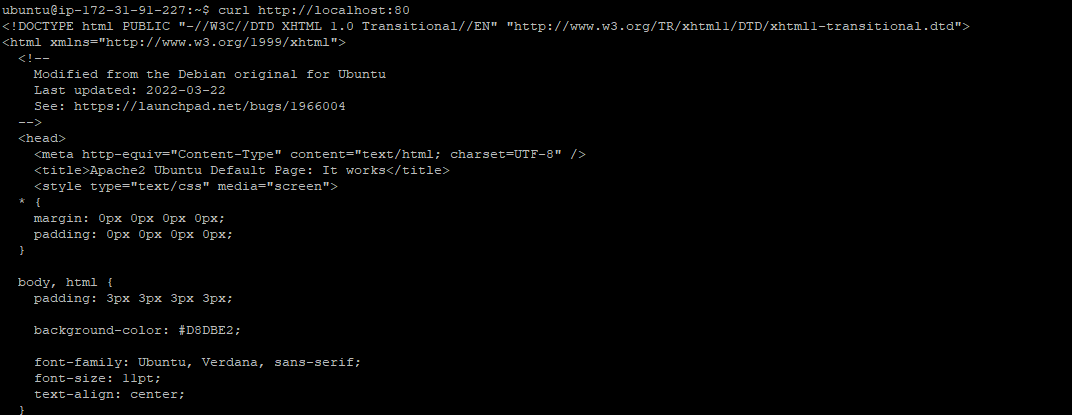 ubuntu@ip-172-31-91-227:~$ curl http://localhost:80
<!DOCTYPE html PUBLIC "-//W3C//DTD XHTML 1.0 Transitional//EN" "http://www.w3.org/TR/xhtml1/DTD/xhtml1-transitional.dtd">
<html xmlns="http://www.w3.org/1999/xhtml">
  <!--
    Modified from the Debian original for Ubuntu
    Last updated: 2022-03-22
    See: https://launchpad.net/bugs/1966004
  -->
  <head>
    <meta http-equiv="Content-Type" content="text/html; charset=UTF-8" />
    <title>Apache2 Ubuntu Default Page: It works</title>
    <style type="text/css" media="screen">
  * {
    margin: 0px 0px 0px 0px;
    padding: 0px 0px 0px 0px;
  }

  body, html {
    padding: 3px 3px 3px 3px;

    background-color: #D8DBE2;

    font-family: Ubuntu, Verdana, sans-serif;
    font-size: 11pt;
    text-align: center;
  }